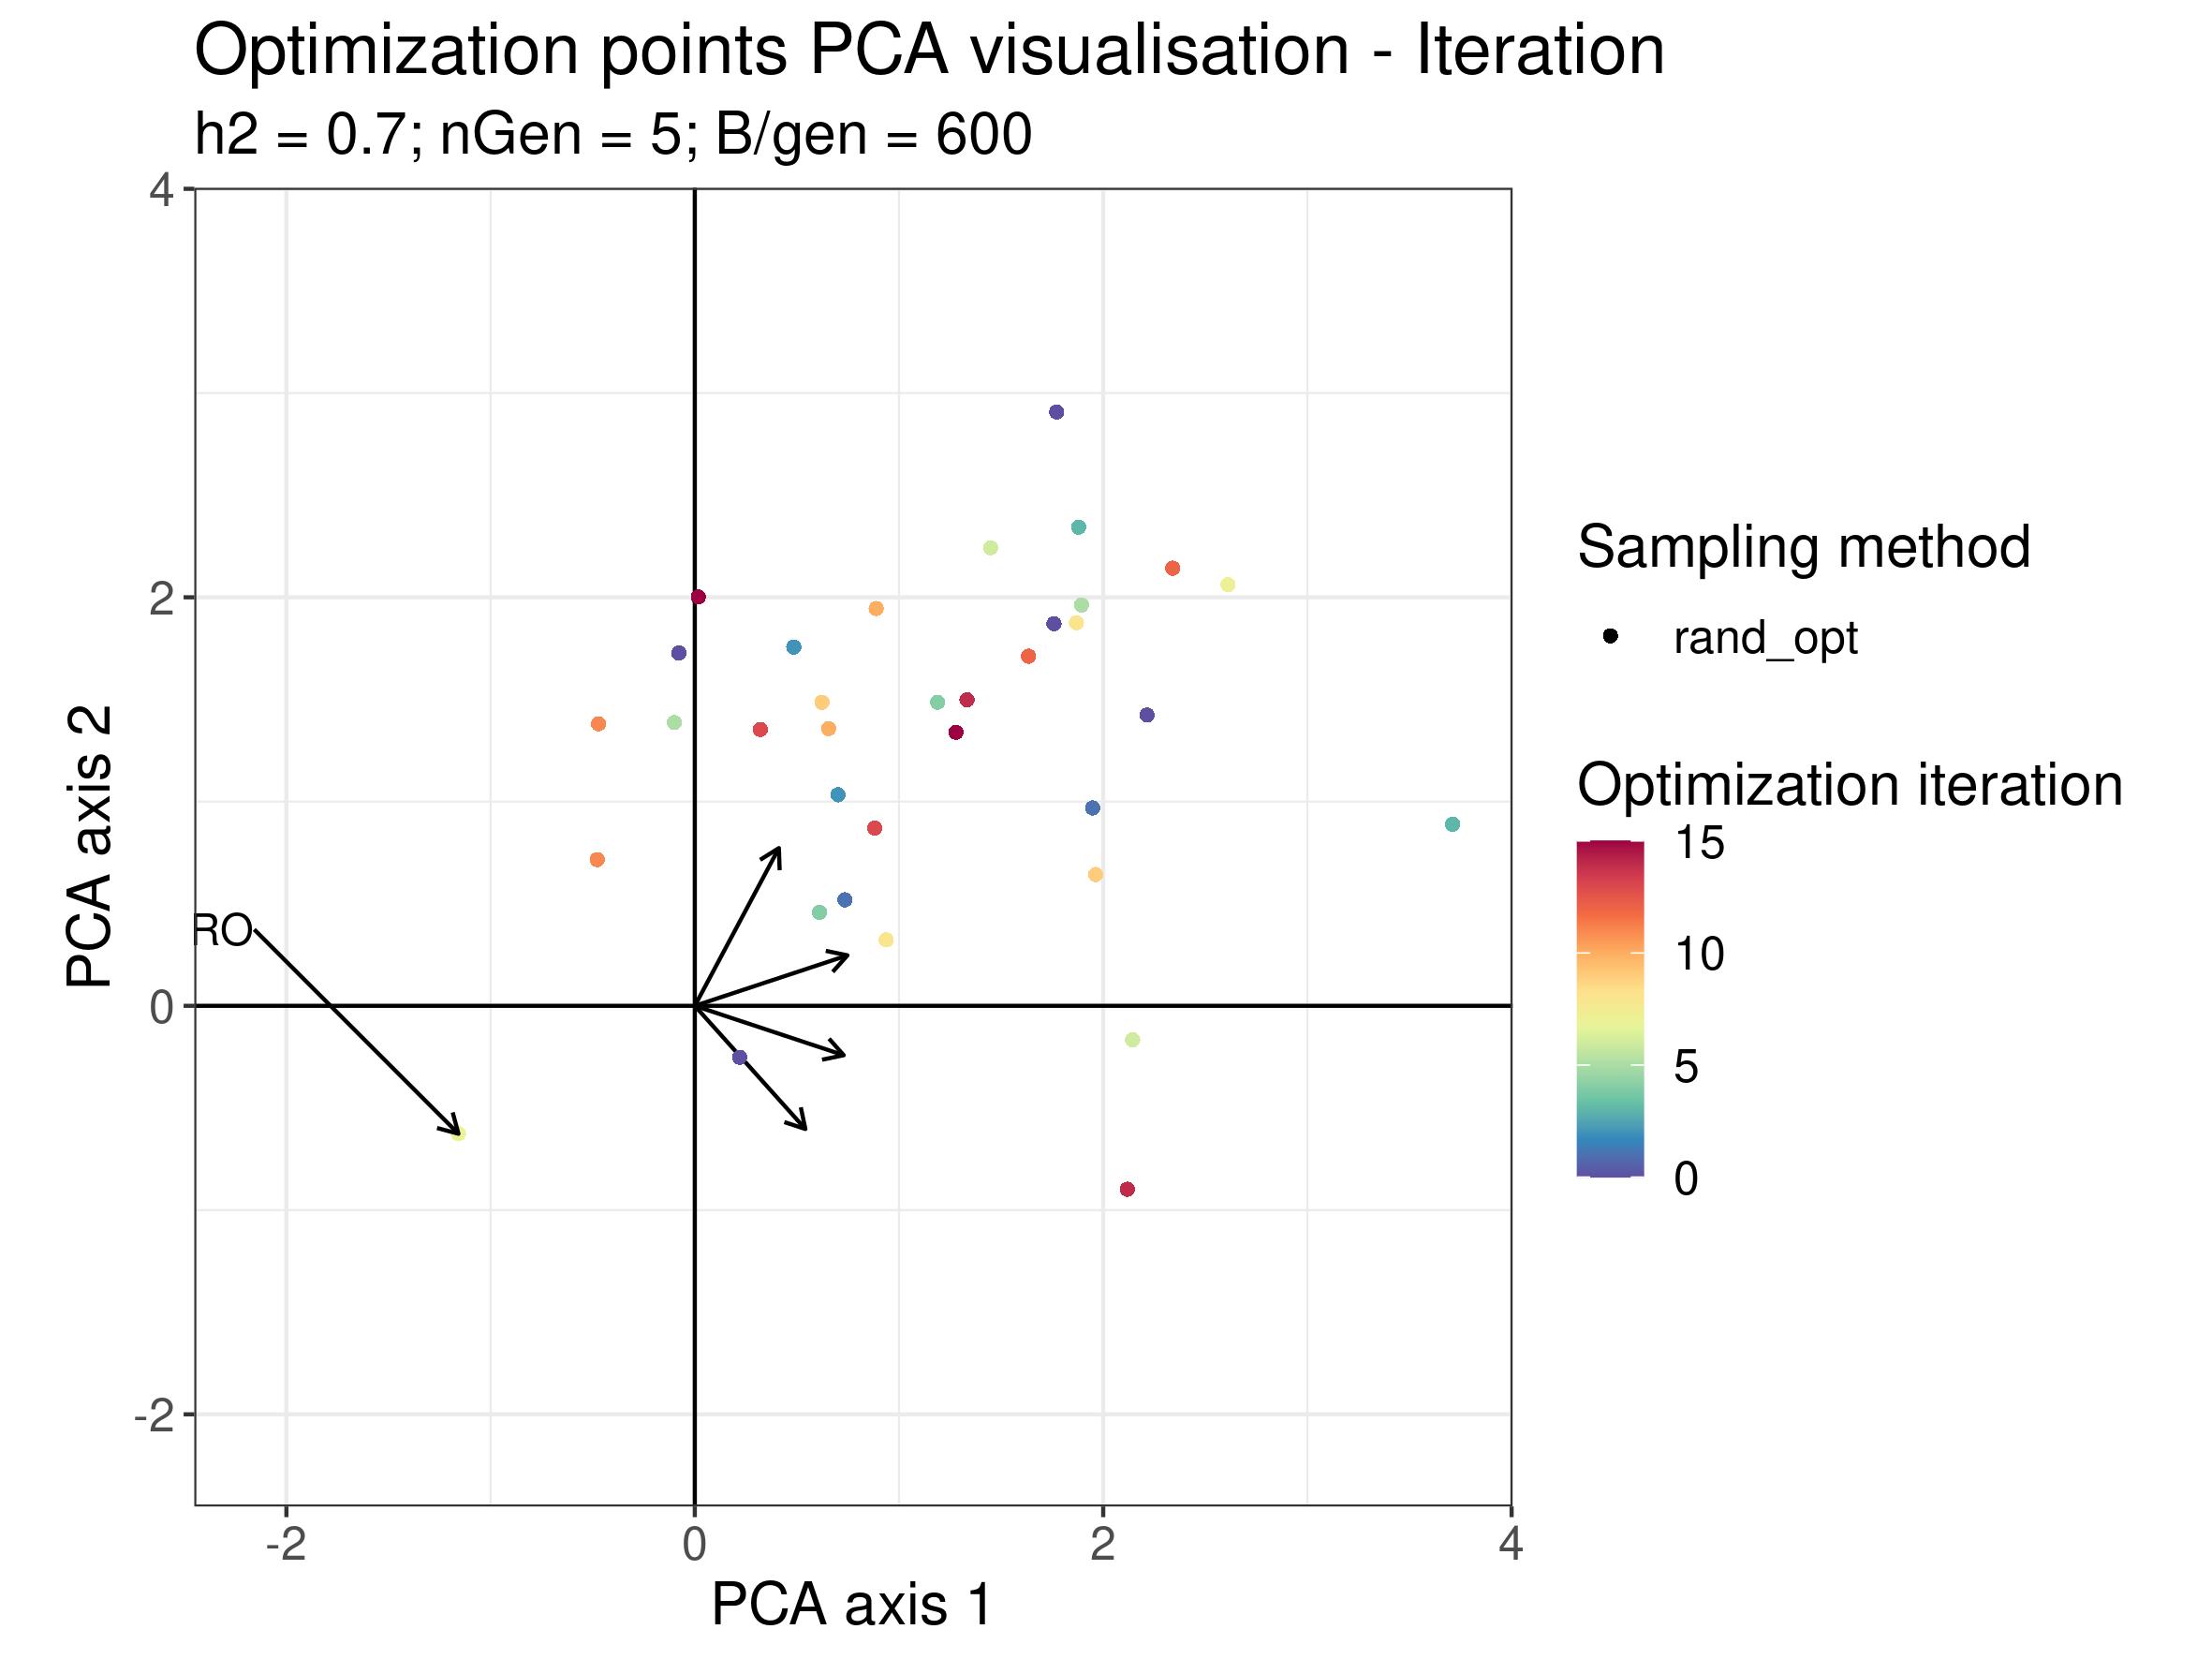 Optimization points PCA visualisation - Iteration
h2 = 0.7; nGen = 5; B/gen = 600
4
2
0
-2
PCA axis 2
RO
-2
0
2
4
PCA axis 1
Sampling method
rand_opt
Optimization iteration
15
10
5
0